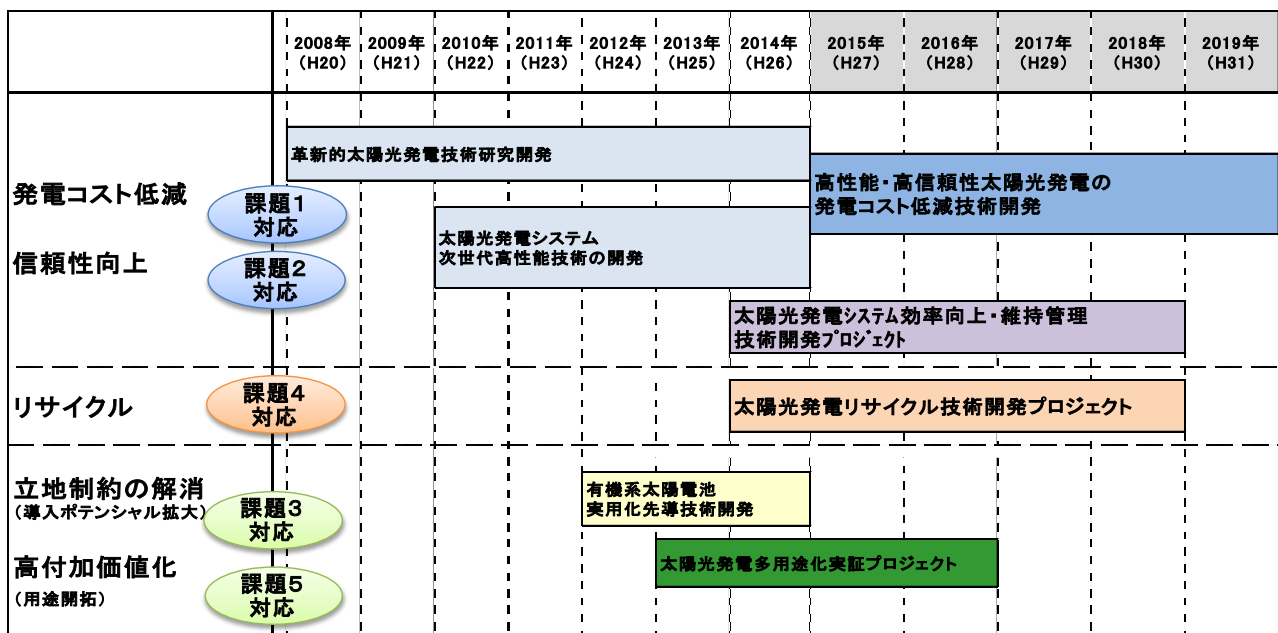 2008年 2009年 2010年 2011年 2012年 2013年 2014年 2015年 2016年 2017年 2018年 2019年
(H20) (H21) (H22) (H23) (H24) (H25) (H26) (H27) (H28) (H29) (H30) (H31)
革新的太陽光発電技術研究開発
高性能・高信頼性太陽光発電の
発電コスト低減技術開発
発電コスト低減
課題1
対応
太陽光発電システム
次世代高性能技術の開発
信頼性向上
課題2
対応
太陽光発電ｼｽﾃﾑ効率向上・維持管理
技術開発ﾌﾟﾛｼﾞｪｸﾄ
リサイクル
課題4
対応
太陽光発電リサイクル技術開発プロジェクト
立地制約の解消
(導入ポテンシャル拡大)
課題3
対応
有機系太陽電池
実用化先導技術開発
高付加価値化
(用途開拓)
課題5
対応
太陽光発電多用途化実証プロジェクト